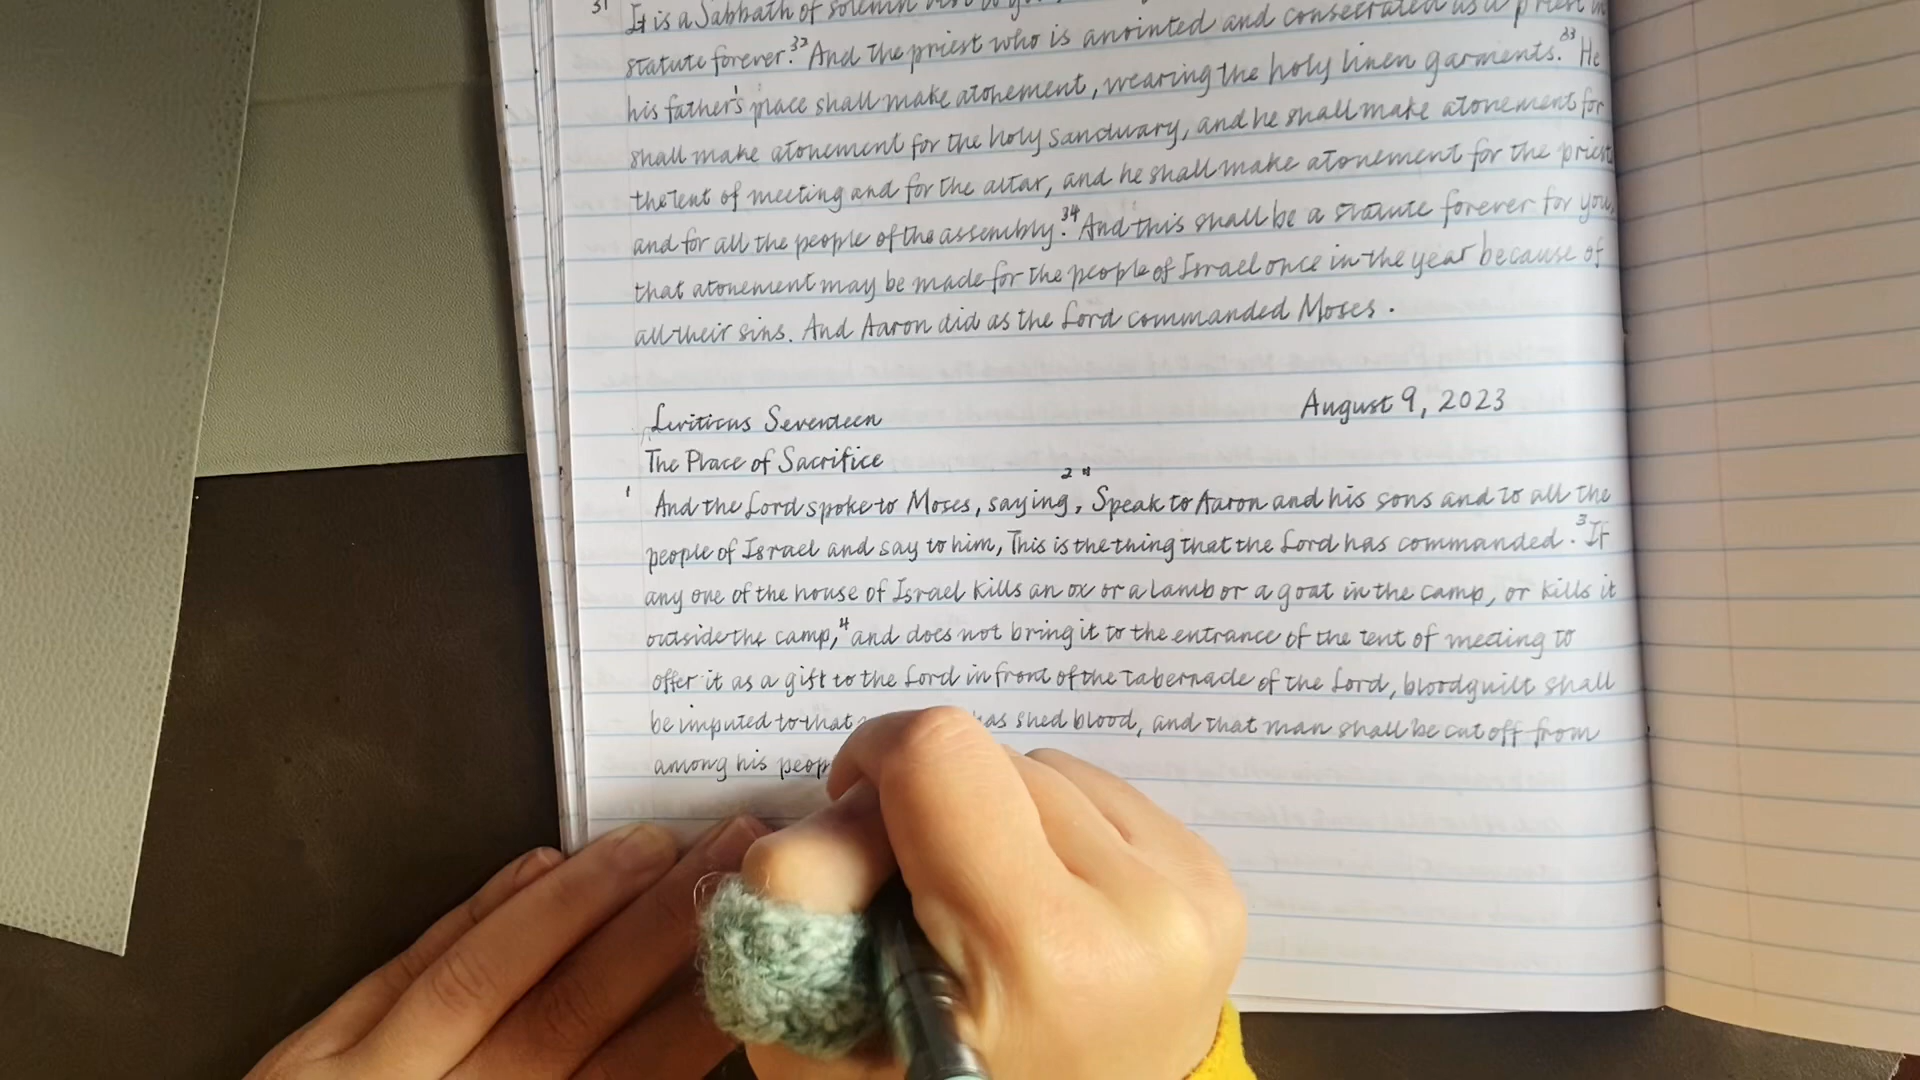 31 It is a Sabbath of solemn
statute forever.32 And the priest who is anointed and consecrated as a priest in
his father's place shall make atonement, wearing the holy linen garments.33 He
shall make atonement for the holy sanctuary, and he shall make atonement for
the tent of meeting and for the altar, and he shall make atonement for the priest
and for all the people of the assembly.34 And this shall be a statute forever for you,
that atonement may be made for the people of Israel once in the year because of
all their sins. And Aaron did as the Lord commanded Moses.
Leviticus Seventeen August 9, 2023
The Place of Sacrifice
1 And the Lord spoke to Moses, saying,2 "Speak to Aaron and his sons and to all the
people of Israel and say to him, This is the thing that the Lord has commanded.3 If
any one of the house of Israel kills an ox or a lamb or a goat in the camp, or kills it
outside the camp,4 and does not bring it to the entrance of the tent of meeting to
offer it as a gift to the Lord in front of the tabernacle of the Lord, bloodguilt shall
be imputed to that has shed blood, and that man shall be cut off from
among his peop